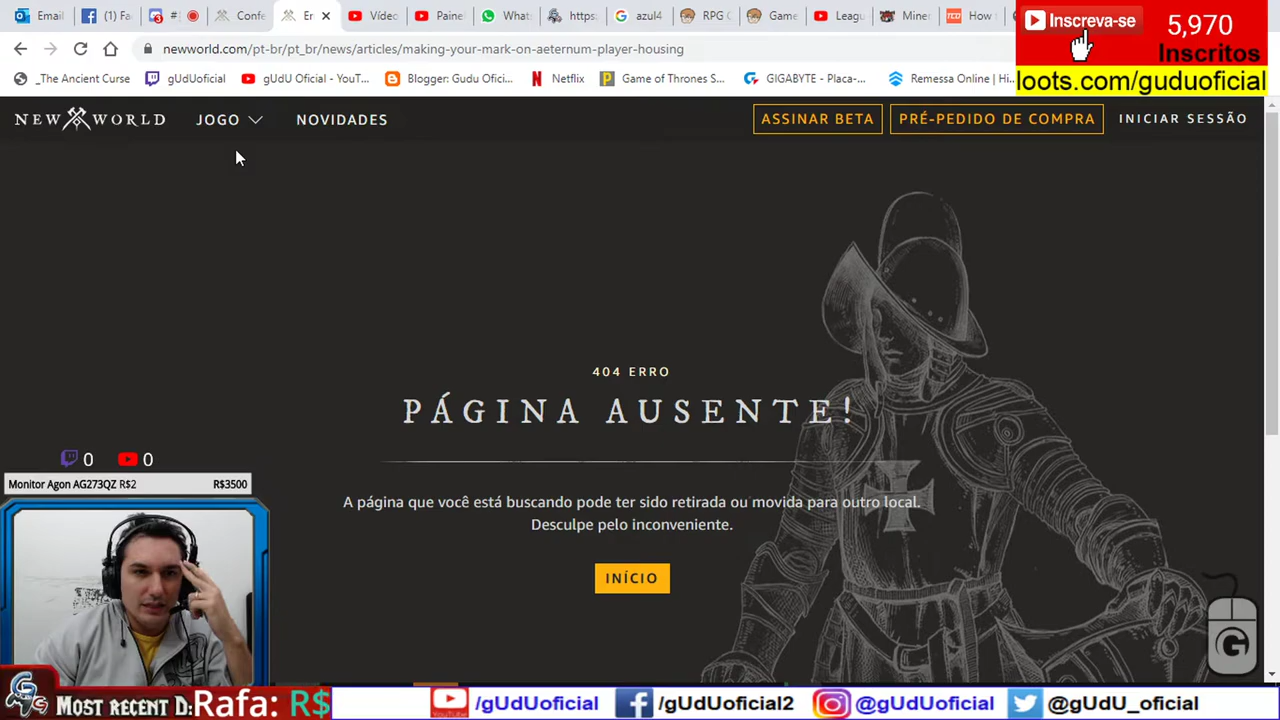 Email
(1) Fa
#
Confe
Er
Vídeo
Paine
Whats
https:
azul4
RPG C
Game
Leagu
Miner
How t
Inscreva-se
5,970
Inscritos
loots.com/guduoficial
newworld.com/pt-br/pt_br/news/articles/making-your-mark-on-aeternum-player-housing
_The Ancient Curse
gUdUoficial
gUdU Oficial - YouT...
Blogger: Gudu Ofici...
Netflix
Game of Thrones S...
GIGABYTE - Placa-...
Remessa Online | Hi...
NEW WORLD
JOGO
NOVIDADES
ASSINAR BETA
PRÉ-PEDIDO DE COMPRA
INICIAR SESSÃO
404 ERRO
PÁGINA AUSENTE!
A página que você está buscando pode ter sido retirada ou movida para outro local.
Desculpe pelo inconveniente.
INÍCIO
0
0
Monitor Agon AG273QZ R$2
R$3500
G
Most recent D:
Rafa: R$
/gUdUoficial
/gUdUoficial2
@gUdUoficial
@gUdU_oficial